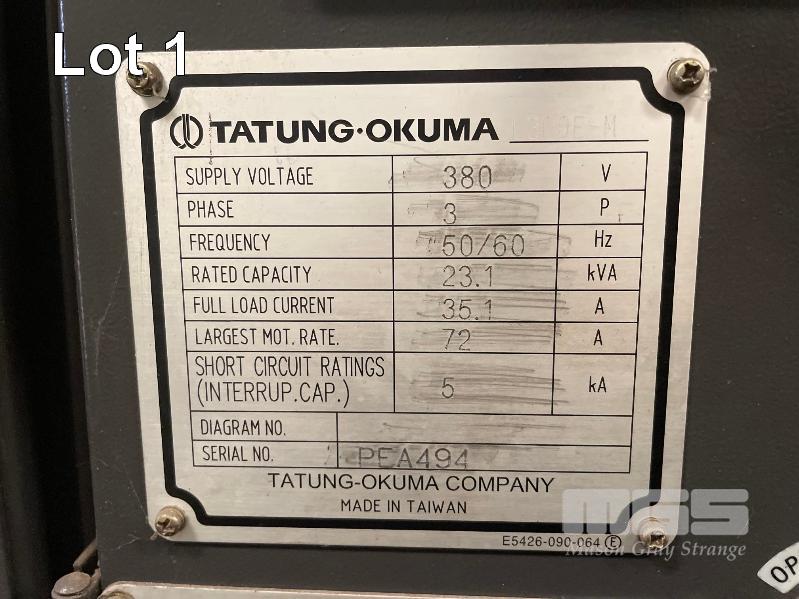 Lot 1
TATUNG·OKUMA
SUPPLY VOLTAGE 380 V
PHASE 3 P
FREQUENCY 50/60 Hz
RATED CAPACITY 23.1 kVA
FULL LOAD CURRENT 35.1 A
LARGEST MOT. RATE. 72 A
SHORT CIRCUIT RATINGS
(INTERRUP.CAP.) 5 kA
DIAGRAM NO.
SERIAL NO. PEA494
TATUNG-OKUMA COMPANY
MADE IN TAIWAN
E5426-090-064 E
MGS
Mason Gray Strange
OP